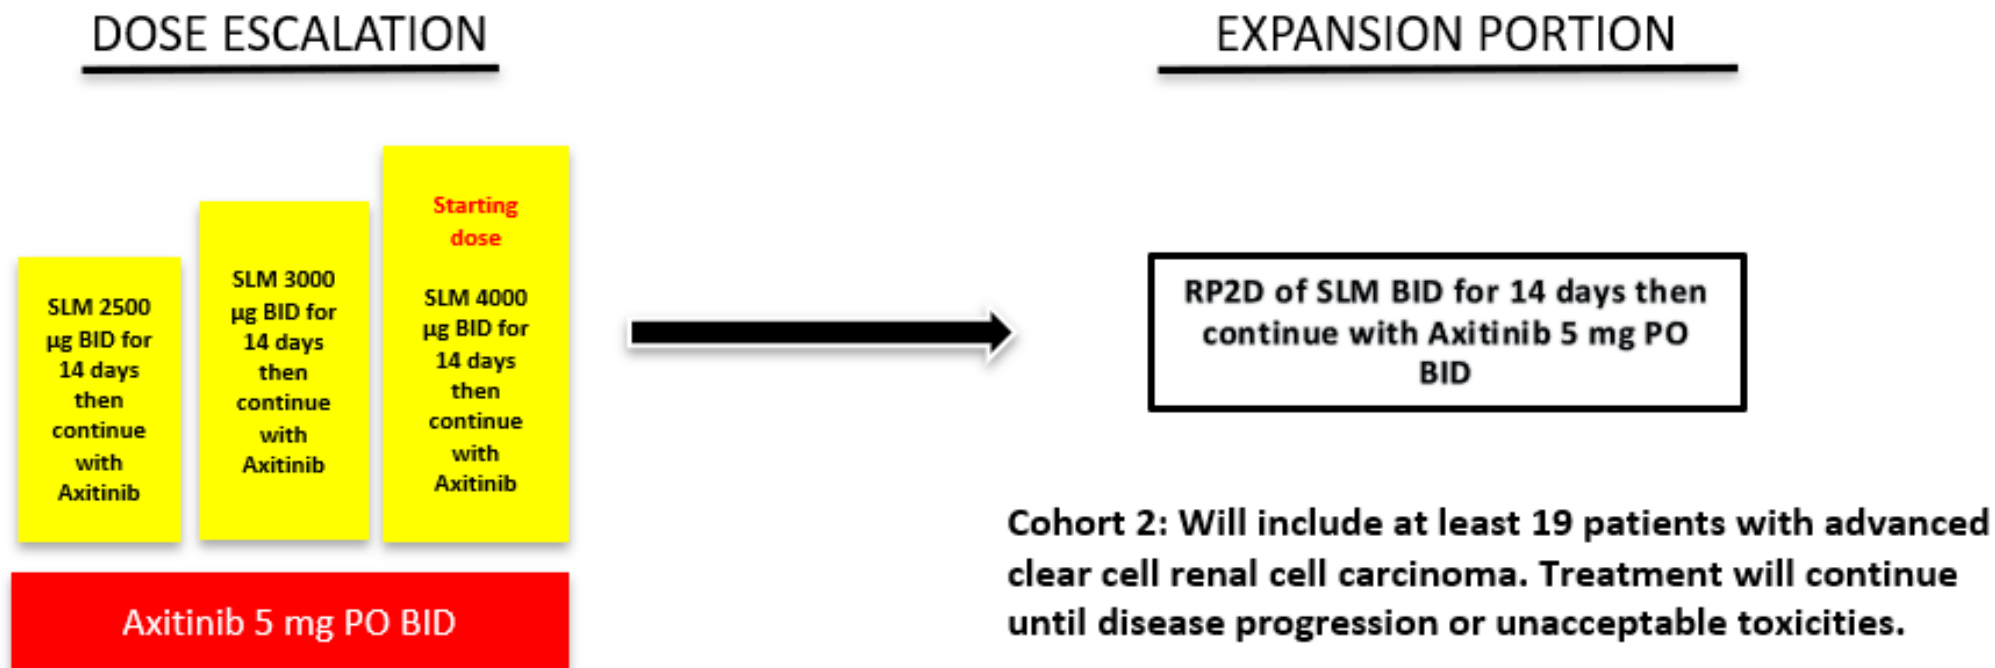 DOSE ESCALATION
SLM 2500
µg BID for
14 days
then
continue
with
Axitinib
SLM 3000
µg BID for
14 days
then
continue
with
Axitinib
Starting
dose
SLM 4000
µg BID for
14 days
then
continue
with
Axitinib
Axitinib 5 mg PO BID
EXPANSION PORTION
RP2D of SLM BID for 14 days then
continue with Axitinib 5 mg PO
BID
Cohort 2: Will include at least 19 patients with advanced
clear cell renal cell carcinoma. Treatment will continue
until disease progression or unacceptable toxicities.